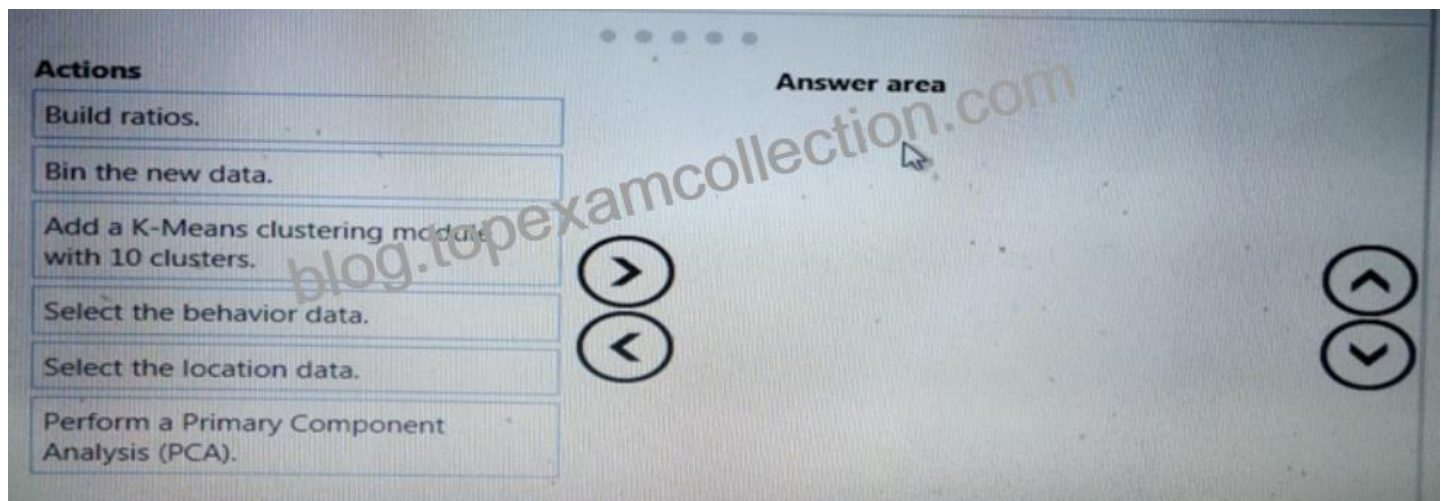 Actions
Answer area
Build ratios.
Bin the new data.
Add a K-Means clustering module
with 10 clusters.
Select the behavior data.
Select the location data.
Perform a Primary Component
Analysis (PCA).
blog.topexamcollection.com